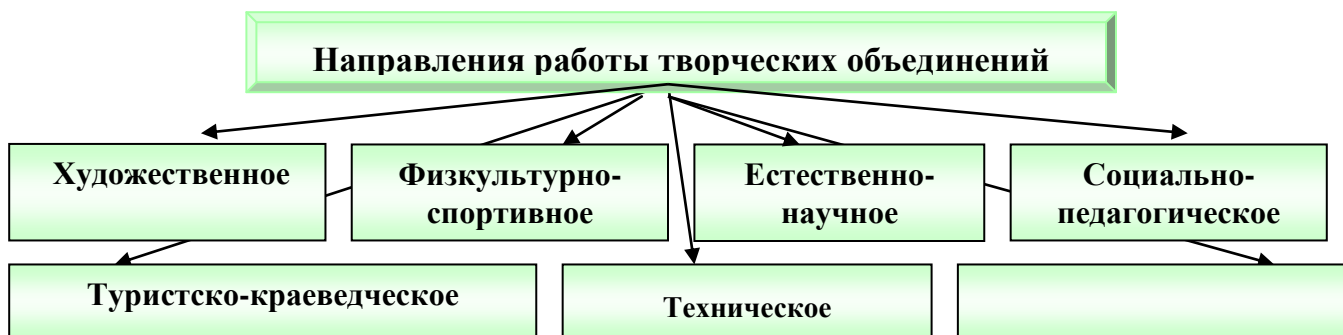 Направления работы творческих объединений
Художественное
Физкультурно-
спортивное
Естественно-
научное
Социально-
педагогическое
Туристско-краеведческое
Техническое